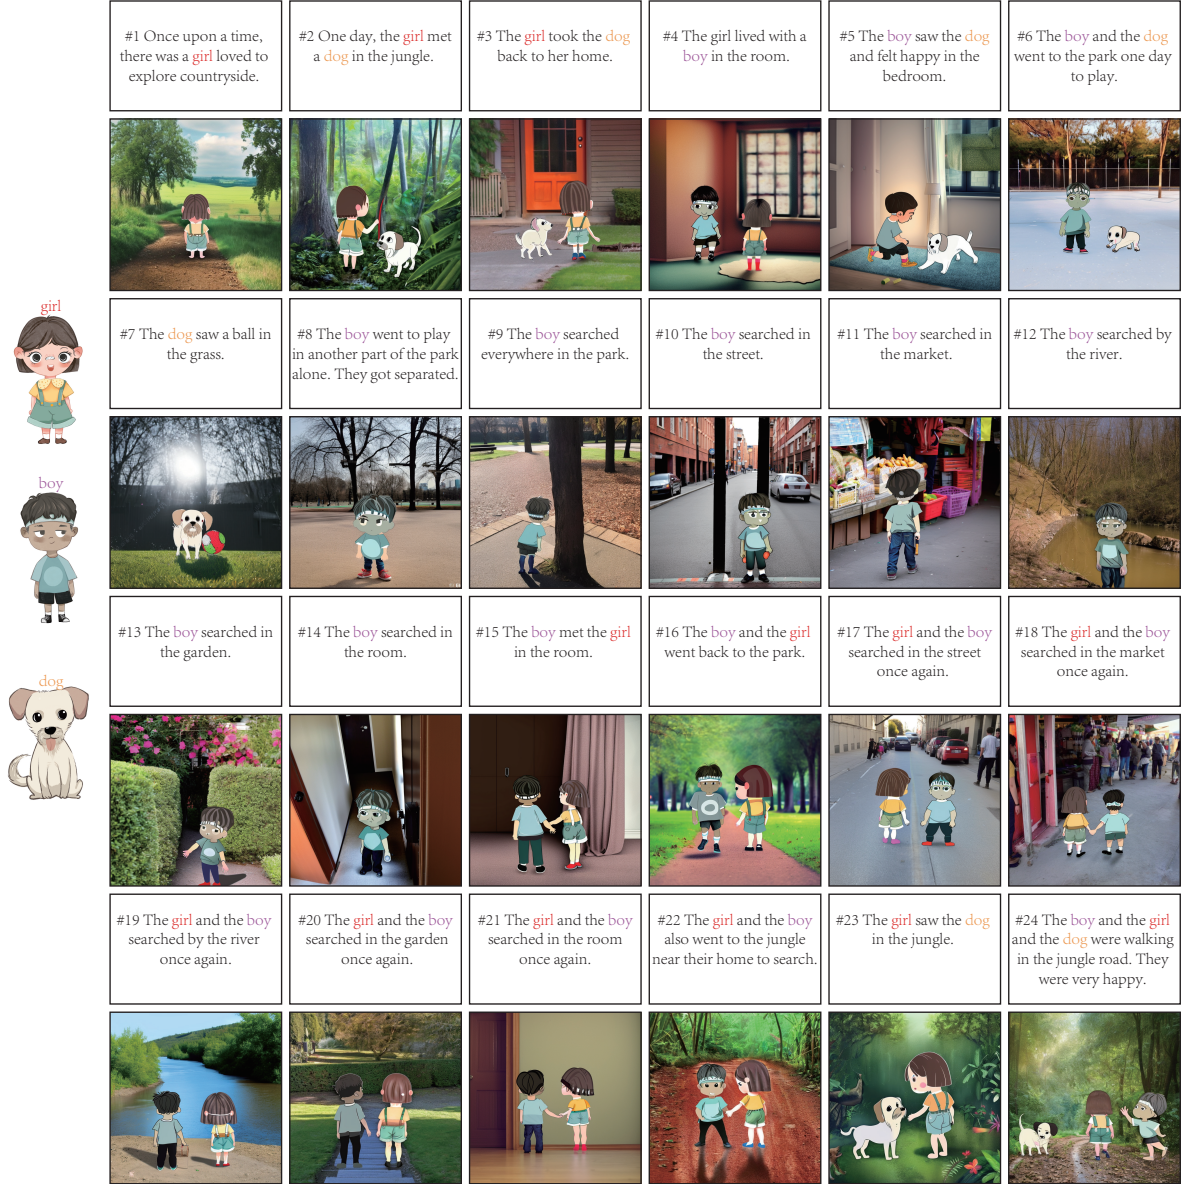 #1 Once upon a time,
there was a girl loved to
explore countryside.
#2 One day, the girl met
a dog in the jungle.
#3 The girl took the dog
back to her home.
#4 The girl lived with a
boy in the room.
#5 The boy saw the dog
and felt happy in the
bedroom.
#6 The boy and the dog
went to the park one day
to play.
girl
#7 The dog saw a ball in
the grass.
#8 The boy went to play
in another part of the park
alone. They got separated.
#9 The boy searched
everywhere in the park.
#10 The boy searched in
the street.
#11 The boy searched in
the market.
#12 The boy searched by
the river.
boy
#13 The boy searched in
the garden.
#14 The boy searched in
the room.
#15 The boy met the girl
in the room.
#16 The boy and the girl
went back to the park.
#17 The girl and the boy
searched in the street
once again.
#18 The girl and the boy
searched in the market
once again.
dog
#19 The girl and the boy
searched by the river
once again.
#20 The girl and the boy
searched in the garden
once again.
#21 The girl and the boy
searched in the room
once again.
#22 The girl and the boy
also went to the jungle
near their home to search.
#23 The girl saw the dog
in the jungle.
#24 The boy and the girl
and the dog were walking
in the jungle road. They
were very happy.